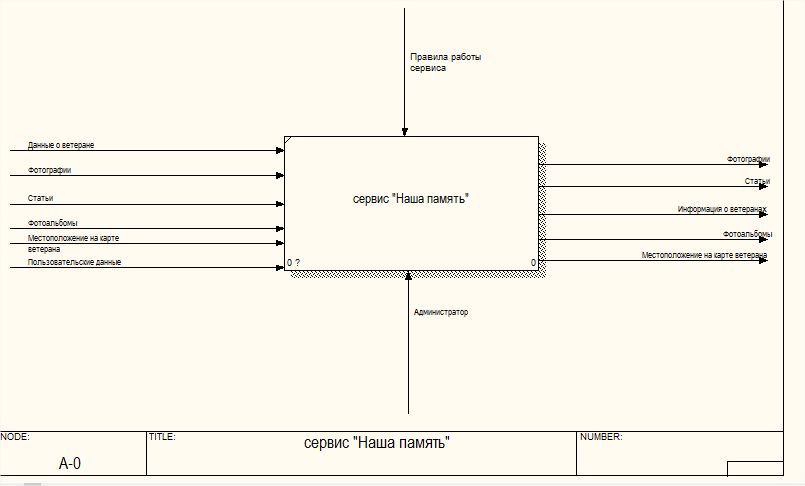 Правила работы
сервиса
Данные о ветеране
Фотографии
Статьи
Фотоальбомы
Местоположение на карте
ветерана
Пользовательские данные
сервис "Наша память"
0 ?
0
Фотографии
Статьи
Информация о ветеранах
Фотоальбомы
Местоположение на карте ветерана
Администратор
NODE:
A-0
TITLE:
сервис "Наша память"
NUMBER: